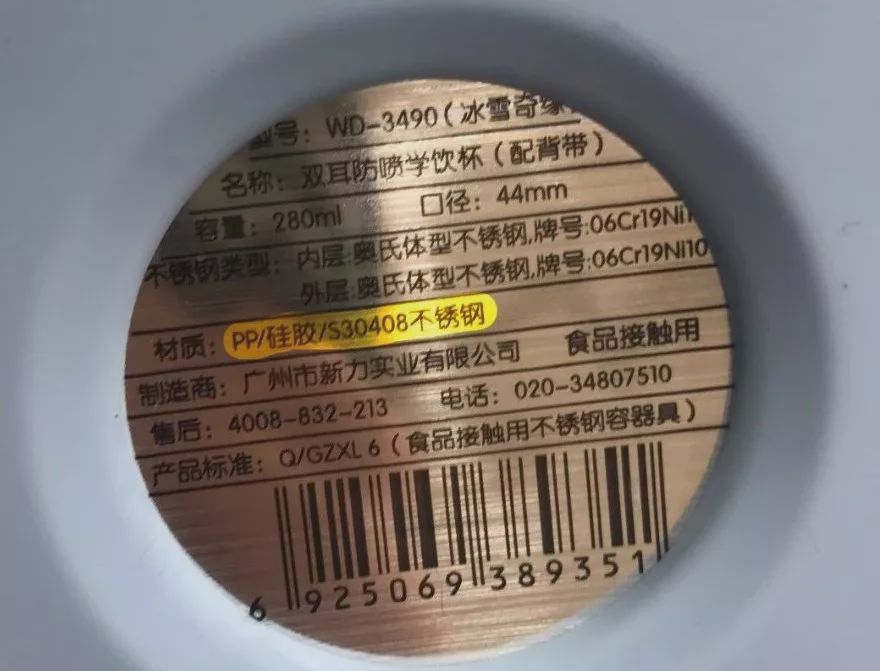 型号：WD-3490（冰雪奇缘
名称：双耳防喷学饮杯（配背带）
容量：280ml 口径：44mm
不锈钢类型：内层:奥氏体型不锈钢,牌号:06Cr19Ni1
外层:奥氏体型不锈钢,牌号:06Cr19Ni10
材质：PP/硅胶/S30408不锈钢
制造商：广州市新力实业有限公司 食品接触用
售后：4008-832-213 电话：020-34807510
产品标准：Q/GZXL 6（食品接触用不锈钢容器具）
6 925069 389351